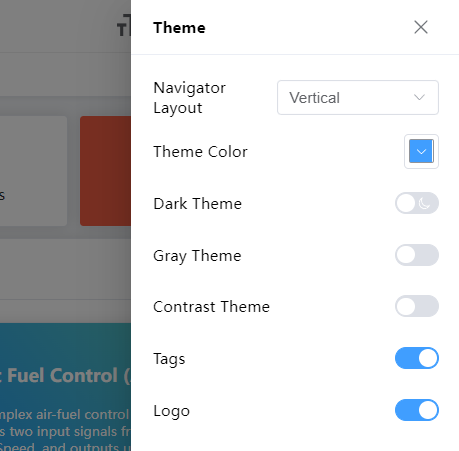 Theme
Navigator
Layout
Vertical
Theme Color
Dark Theme
Gray Theme
Contrast Theme
Tags
Logo
Fuel Control (
mplex air-fuel control
s two input signals fr
Speed, and outputs u